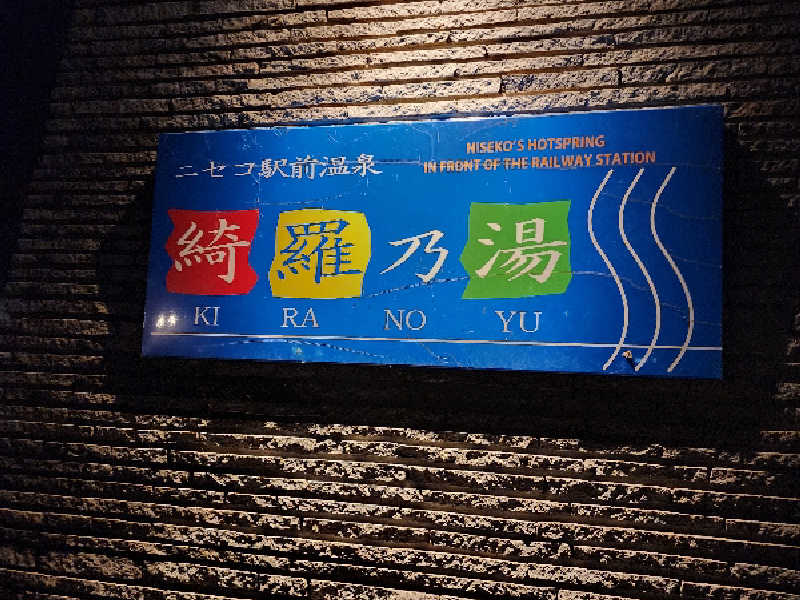 ニセコ駅前温泉
NISEKO'S HOTSPRING
IN FRONT OF THE RAILWAY STATION
綺羅乃湯
KI RA NO YU